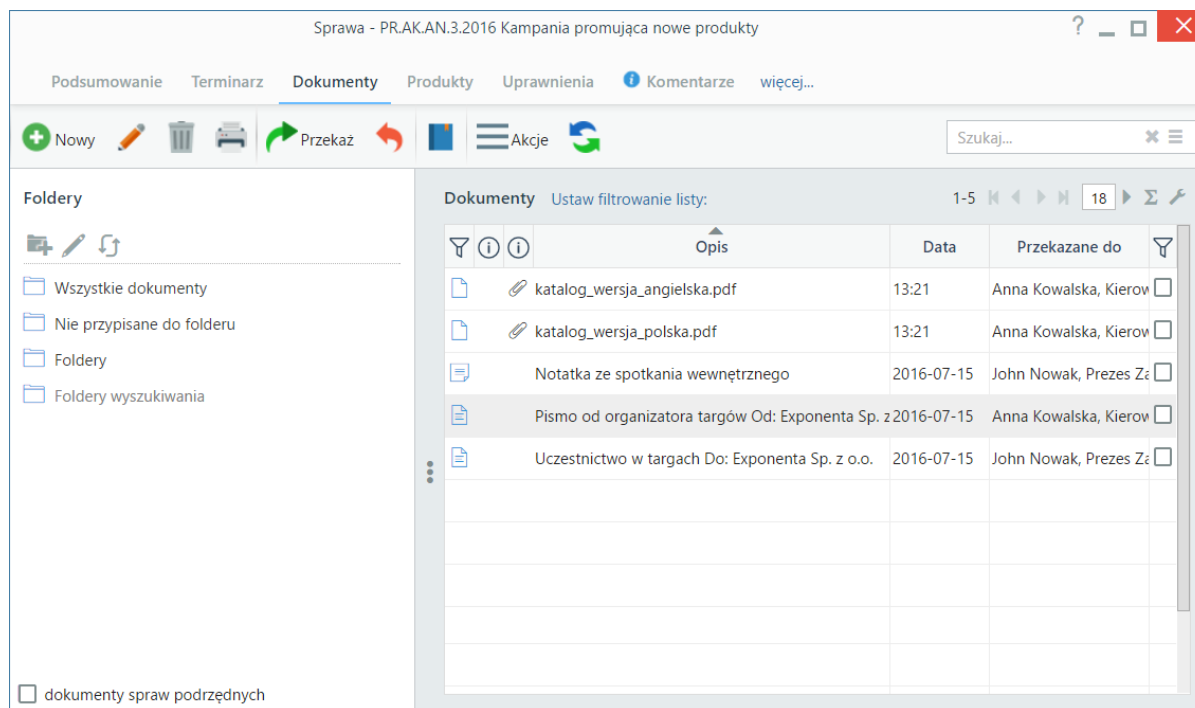 Sprawa - PR.AK.AN.3.2016 Kampania promująca nowe produkty ?
Podsumowanie Terminarz Dokumenty Produkty Uprawnienia Komentarze więcej...
Nowy Przekaż Akcje Szukaj...
Foldery
Wszystkie dokumenty
Nie przypisane do folderu
Foldery
Foldery wyszukiwania
dokumenty spraw podrzędnych
Dokumenty Ustaw filtrowanie listy: 1-5 18 Σ
Opis Data Przekazane do
katalog_wersja_angielska.pdf 13:21 Anna Kowalska, Kierow
katalog_wersja_polska.pdf 13:21 Anna Kowalska, Kierow
Notatka ze spotkania wewnętrznego 2016-07-15 John Nowak, Prezes Za
Pismo od organizatora targów Od: Exponenta Sp. z 2016-07-15 Anna Kowalska, Kierow
Uczestnictwo w targach Do: Exponenta Sp. z o.o. 2016-07-15 John Nowak, Prezes Za